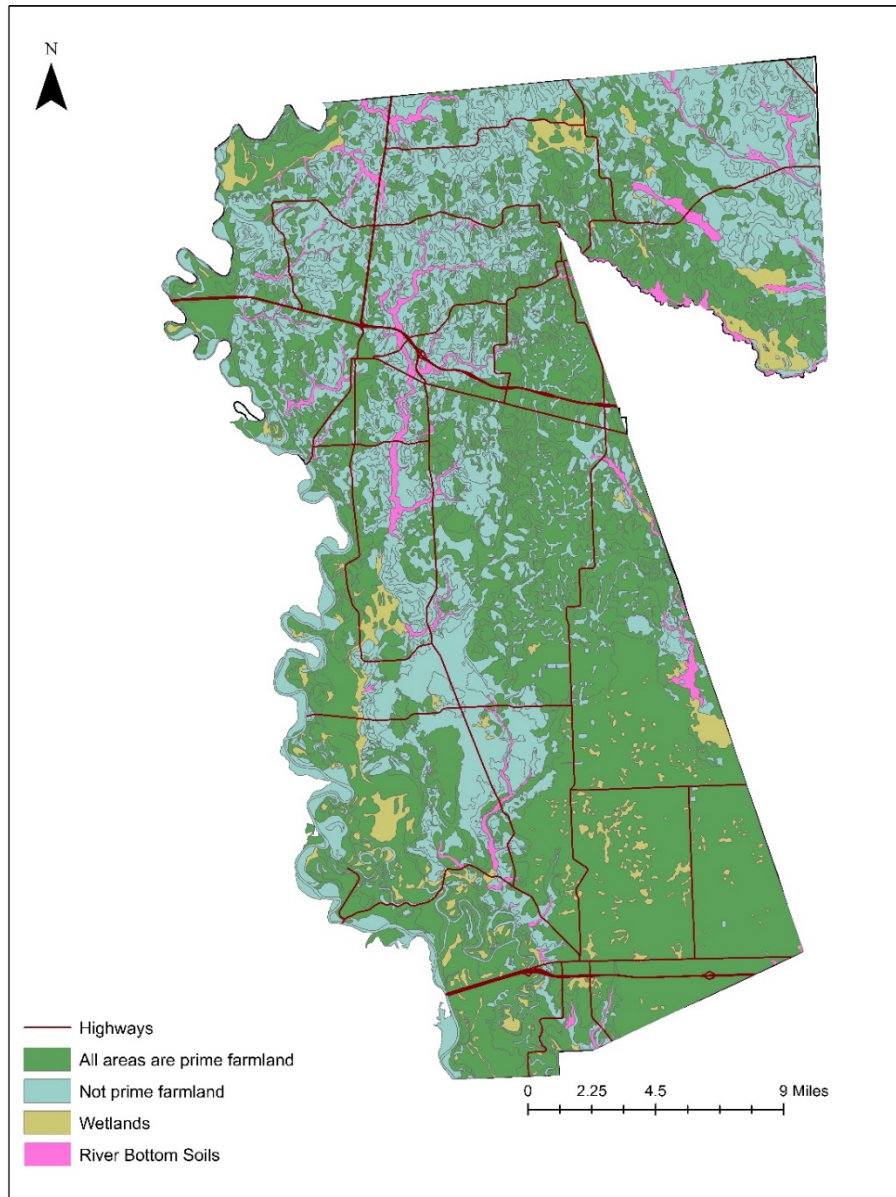 N
Highways
All areas are prime farmland
Not prime farmland
Wetlands
River Bottom Soils
0 2.25 4.5 9 Miles